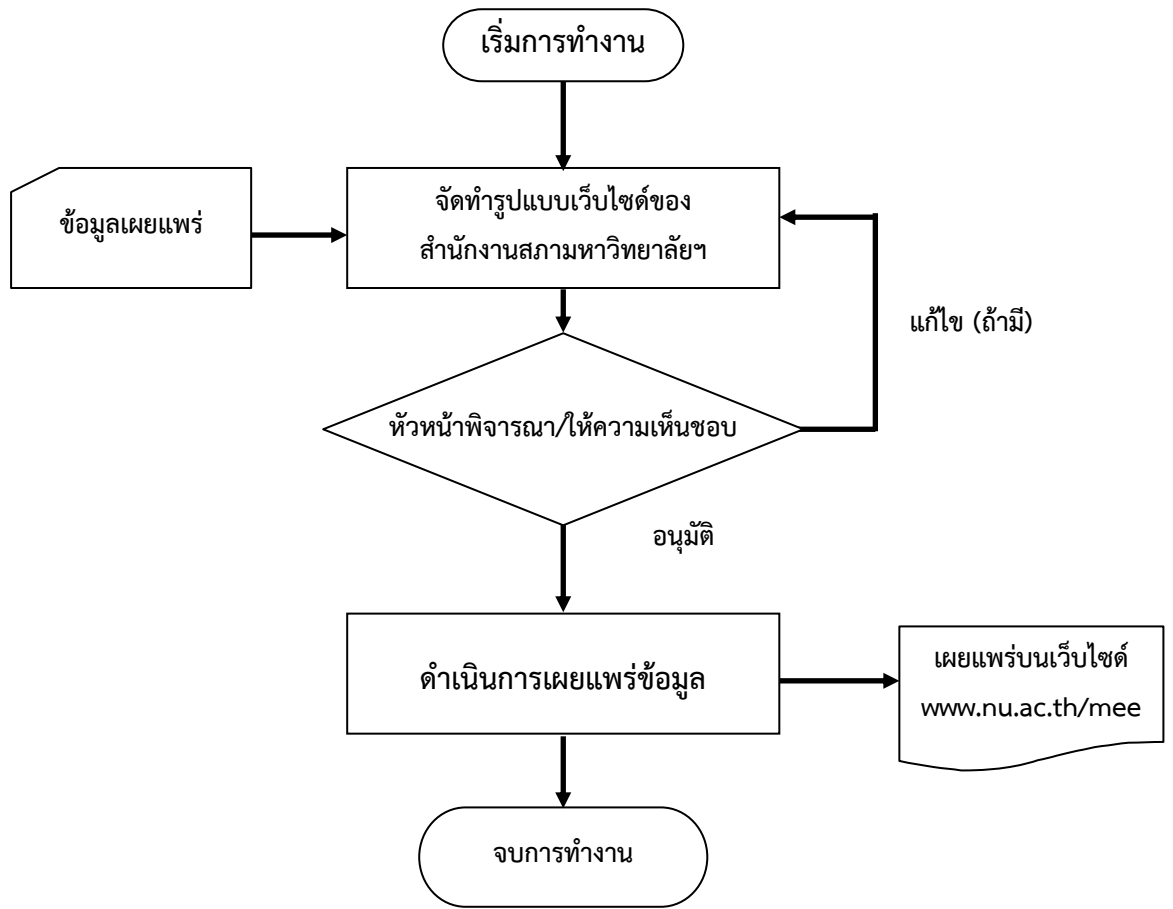 เริ่มการทำงาน
ข้อมูลเผยแพร่
จัดทำรูปแบบเว็บไซด์ของ
สำนักงานสภามหาวิทยาลัยฯ
แก้ไข (ถ้ามี)
หัวหน้าพิจารณา/ให้ความเห็นชอบ
อนุมัติ
ดำเนินการเผยแพร่ข้อมูล
เผยแพร่บนเว็บไซด์
www.nu.ac.th/mee
จบการทำงาน